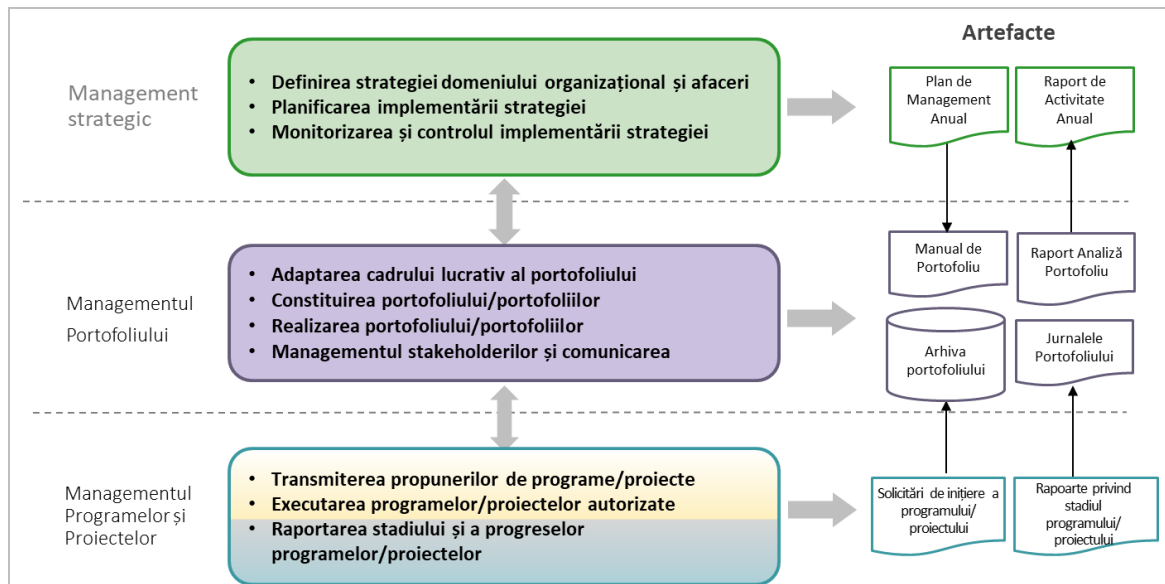 Artefacte
Management
strategic
• Definirea strategiei domeniului organizațional și afaceri
• Planificarea implementării strategiei
• Monitorizarea și controlul implementării strategiei
Plan de
Management
Anual
Raport de
Activitate
Anual
Managementul
Portofoliului
• Adaptarea cadrului lucrativ al portofoliului
• Constituirea portofoliului/portofoliilor
• Realizarea portofoliului/portofoliilor
• Managementul stakeholderilor și comunicarea
Manual de
Portofoliu
Raport Analiză
Portofoliu
Arhiva
portofoliului
Jurnalele
Portofoliului
Managementul
Programelor și
Proiectelor
• Transmiterea propunerilor de programe/proiecte
• Executarea programelor/proiectelor autorizate
• Raportarea stadiului și a progreselor
programelor/proiectelor
Solicitări de inițiere a
programului/
proiectului
Rapoarte privind
stadiul
programului/
proiectului